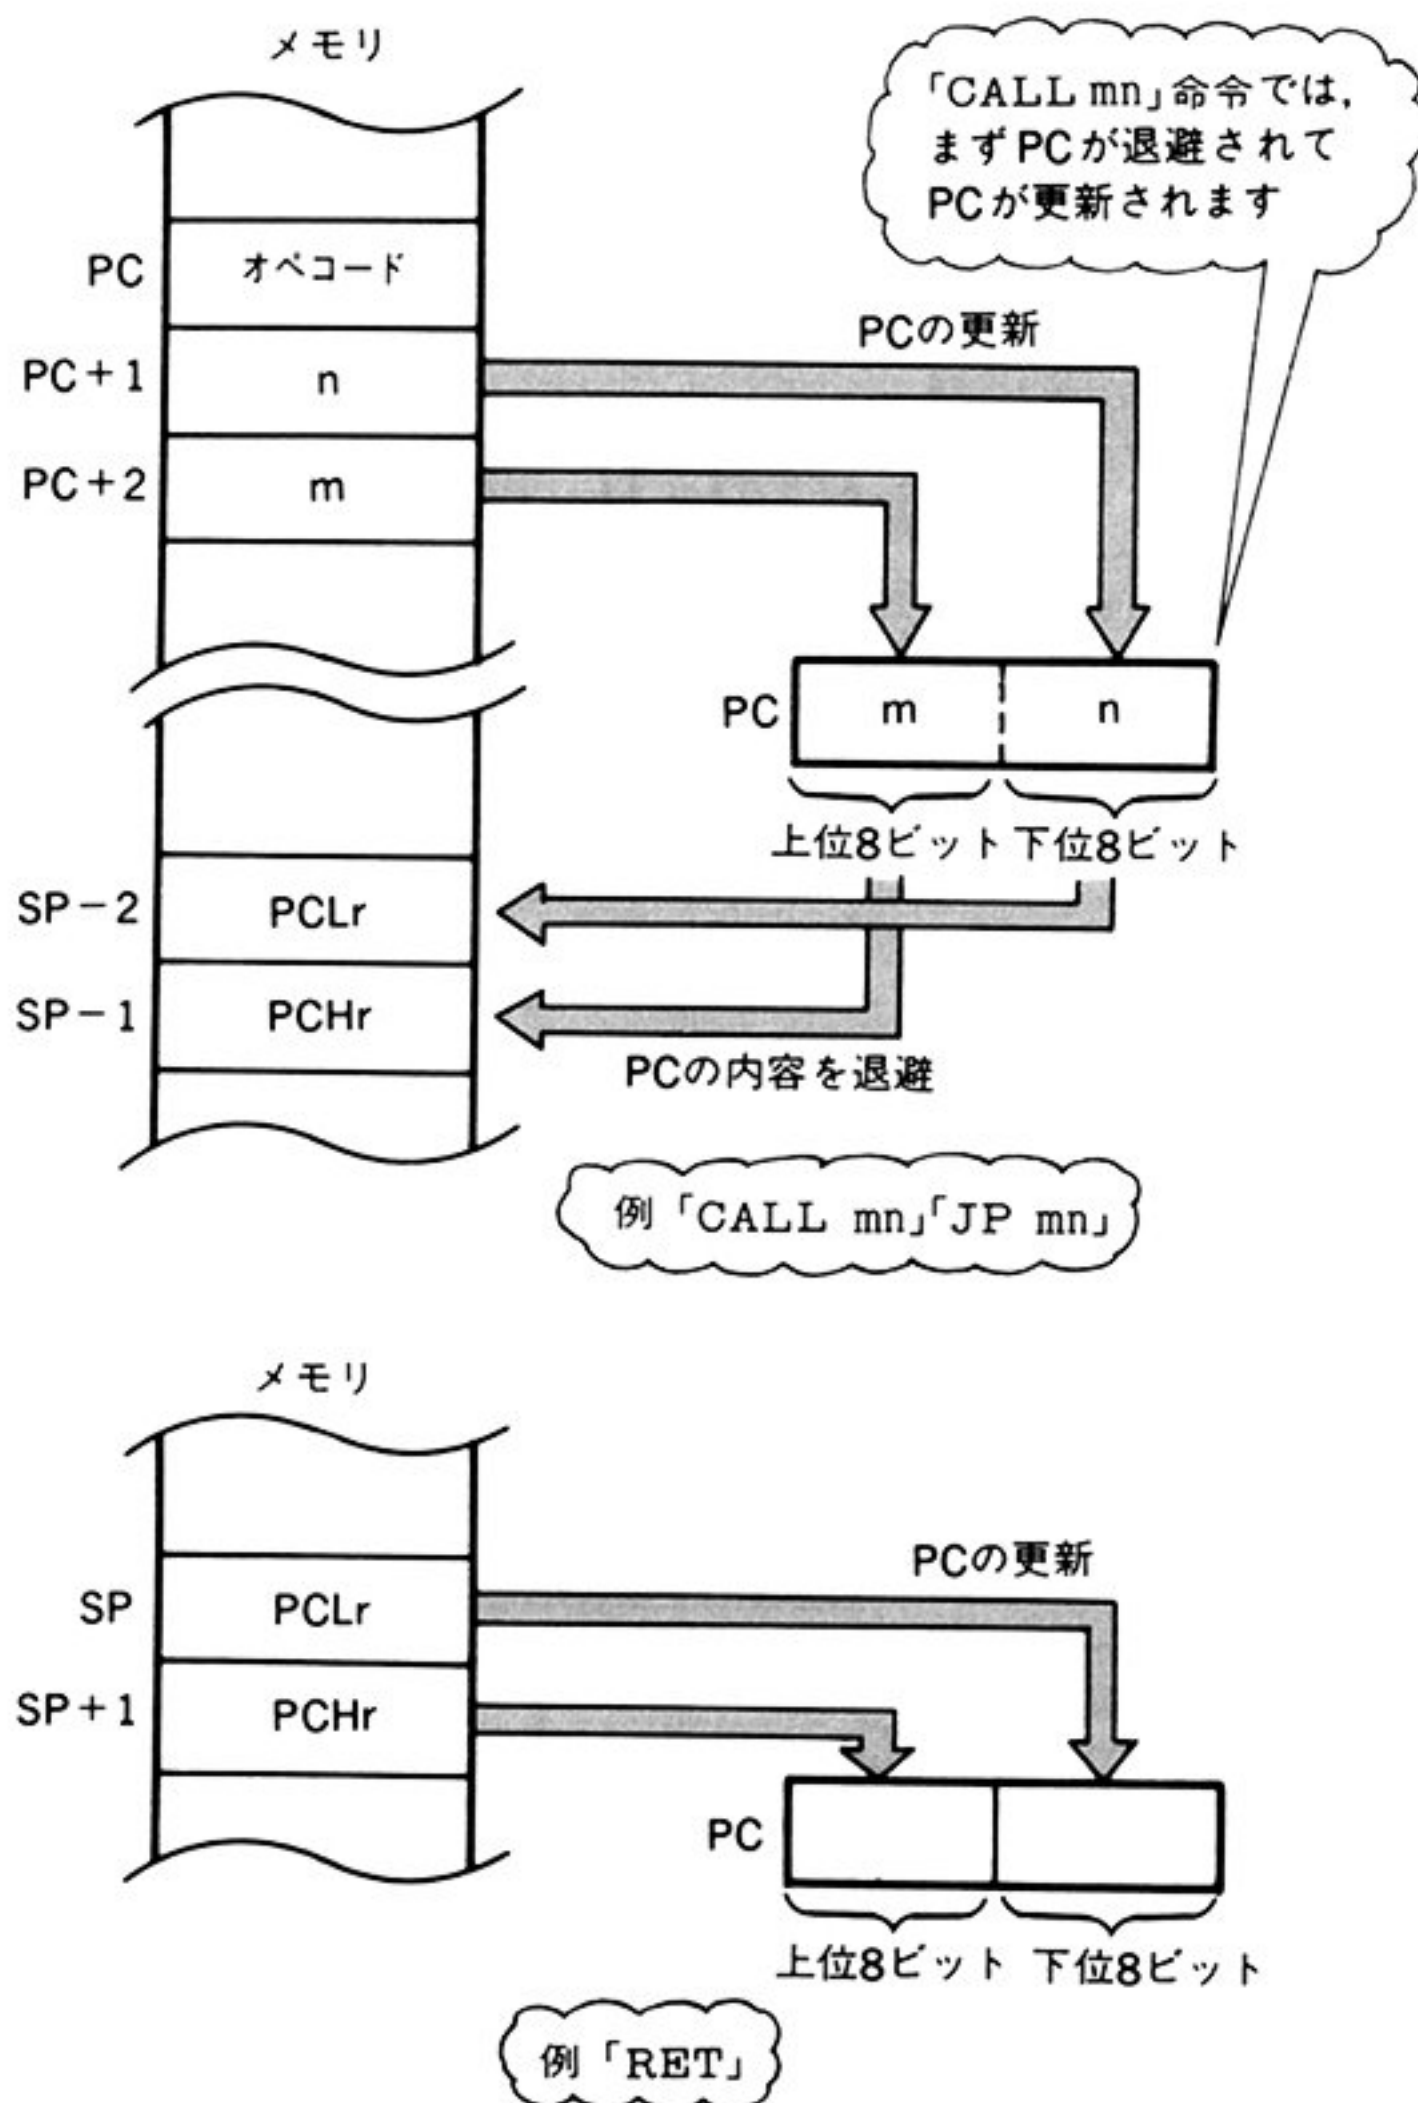 メモリ
「CALL mn」命令では,
まずPCが退避されて
PCが更新されます
PC
オペコード
PCの更新
PC+1
n
PC+2
m
PC
m
n
上位8ビット
下位8ビット
SP-2
PCLr
SP-1
PCHr
PCの内容を退避
例「CALL mn」「JP mn」
メモリ
PCの更新
SP
PCLr
SP+1
PCHr
PC
上位8ビット
下位8ビット
例「RET」